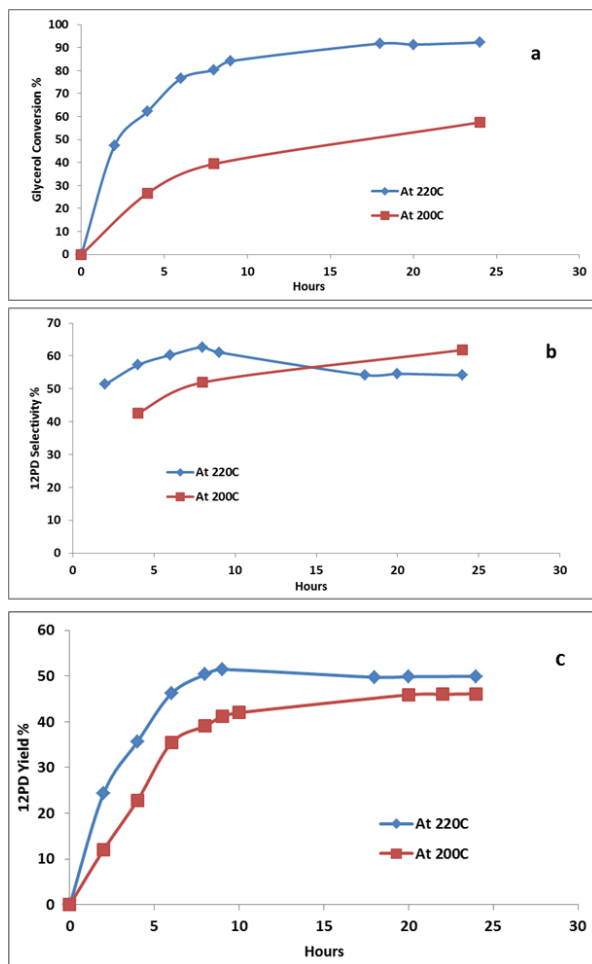 a
Glycerol Conversion %
100
90
80
70
60
50
40
30
20
10
0
At 220C
At 200C
0 5 10 15 20 25 30
Hours
b
12PD Selectivity %
70
60
50
40
30
20
10
0
At 220C
At 200C
0 5 10 15 20 25 30
Hours
c
12PD Yield %
60
50
40
30
20
10
0
At 220C
At 200C
0 5 10 15 20 25 30
Hours